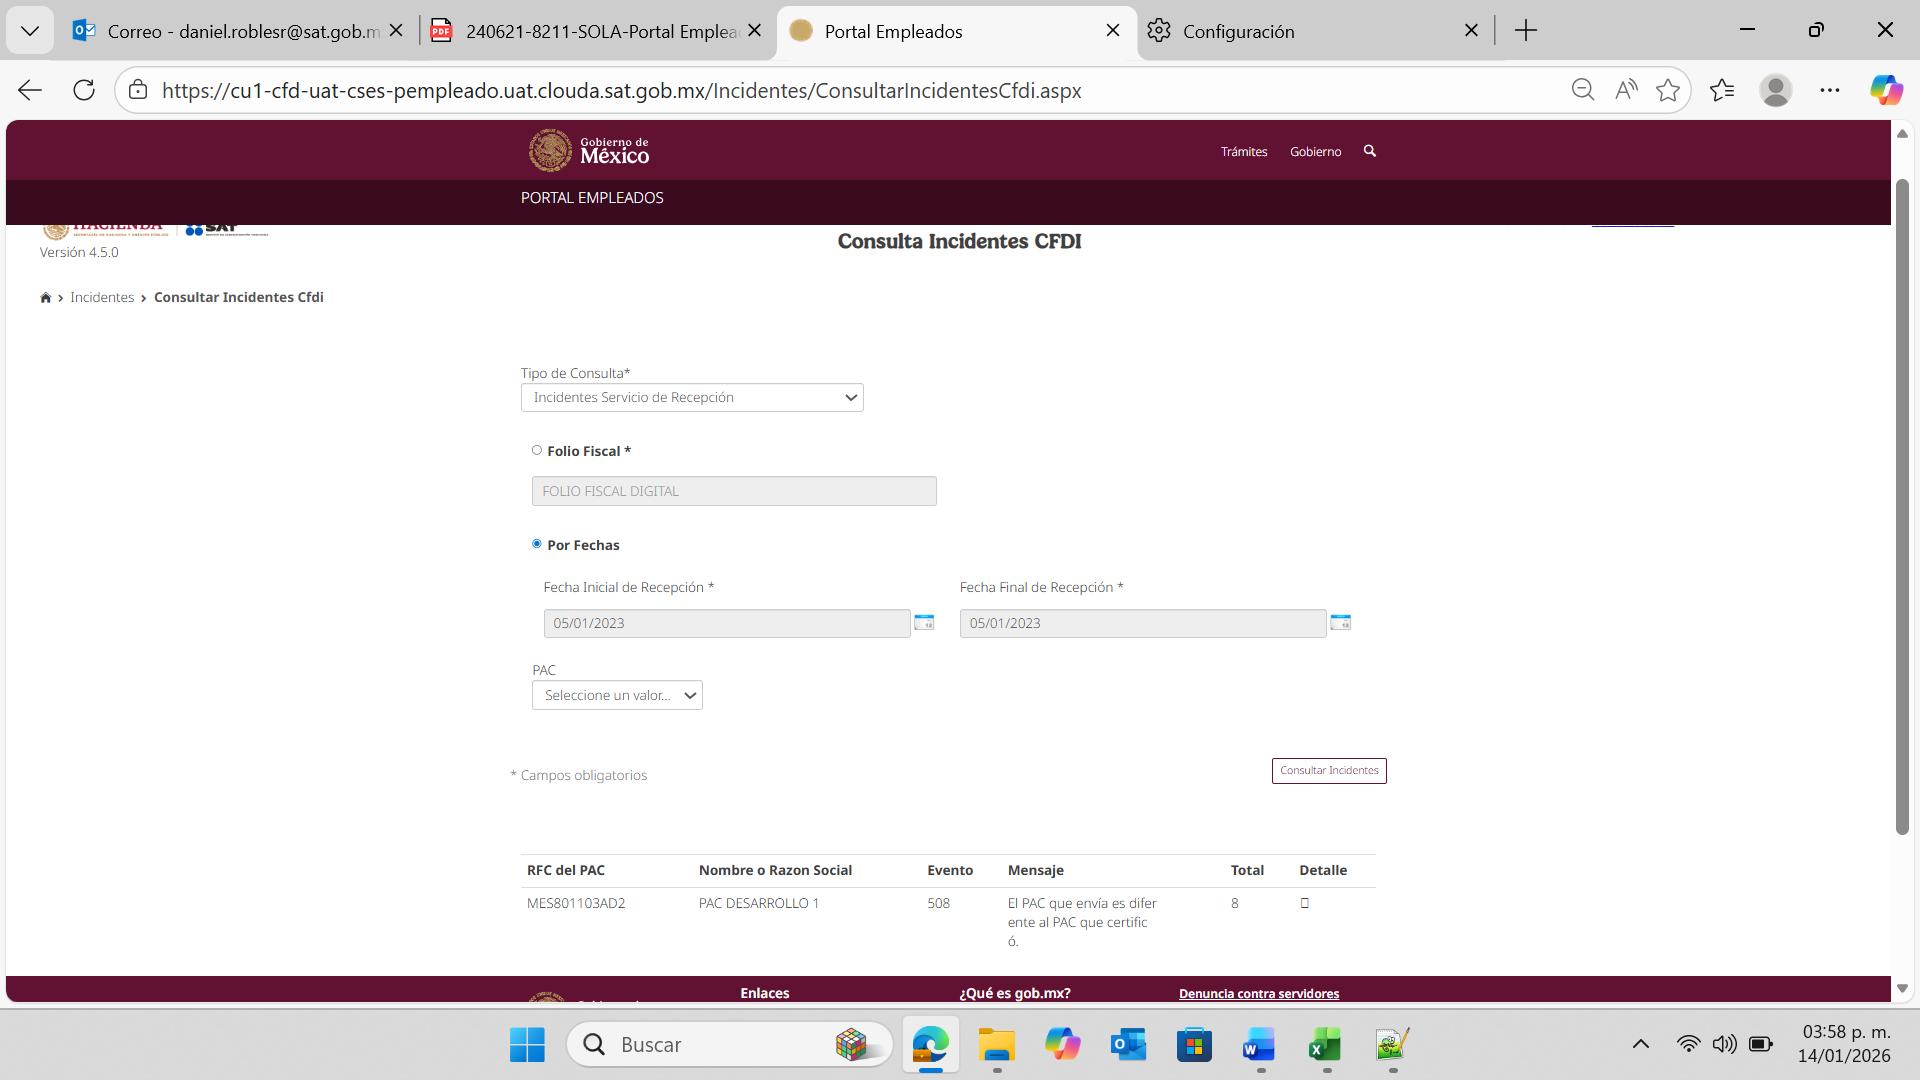 Correo - daniel.roblesr@sat.gob.m
240621-8211-SOLA-Portal Emplea
Portal Empleados
Configuración
https://cu1-cfd-uat-cses-pempleado.uat.clouda.sat.gob.mx/Incidentes/ConsultarIncidentesCfdi.aspx
Gobierno de
México
Trámites
Gobierno
PORTAL EMPLEADOS
HACIENDA
SAT
Versión 4.5.0
Consulta Incidentes CFDI
Incidentes
Consultar Incidentes Cfdi
Tipo de Consulta*
Incidentes Servicio de Recepción
Folio Fiscal *
FOLIO FISCAL DIGITAL
Por Fechas
Fecha Inicial de Recepción *
Fecha Final de Recepción *
05/01/2023
05/01/2023
PAC
Seleccione un valor...
* Campos obligatorios
Consultar Incidentes
RFC del PAC
Nombre o Razon Social
Evento
Mensaje
Total
Detalle
MES801103AD2
PAC DESARROLLO 1
508
El PAC que envía es difer
ente al PAC que certific
ó.
8
Enlaces
¿Qué es gob.mx?
Denuncia contra servidores
Buscar
03:58 p. m.
14/01/2026